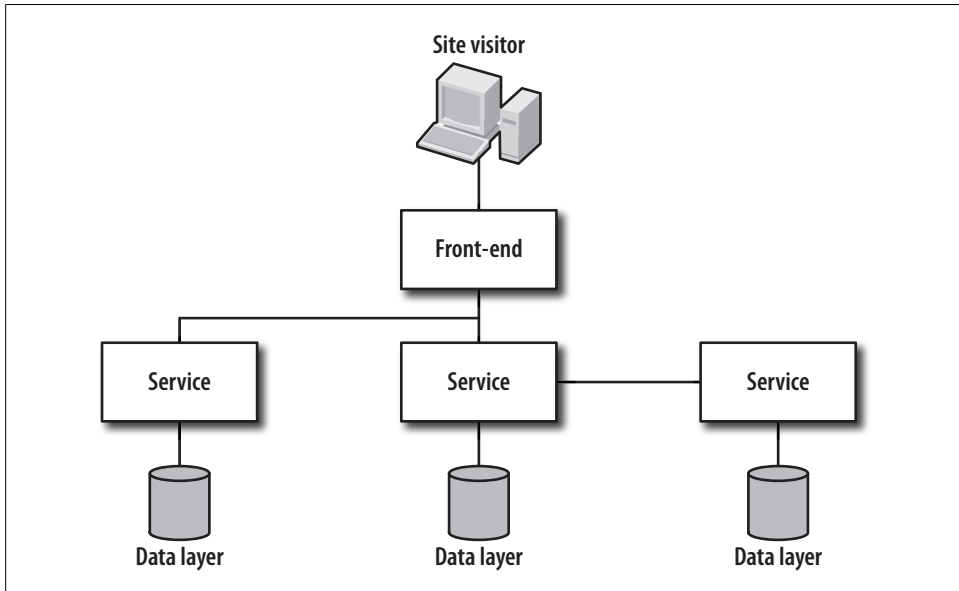 Site visitor
Front-end
Service
Service
Service
Data layer
Data layer
Data layer